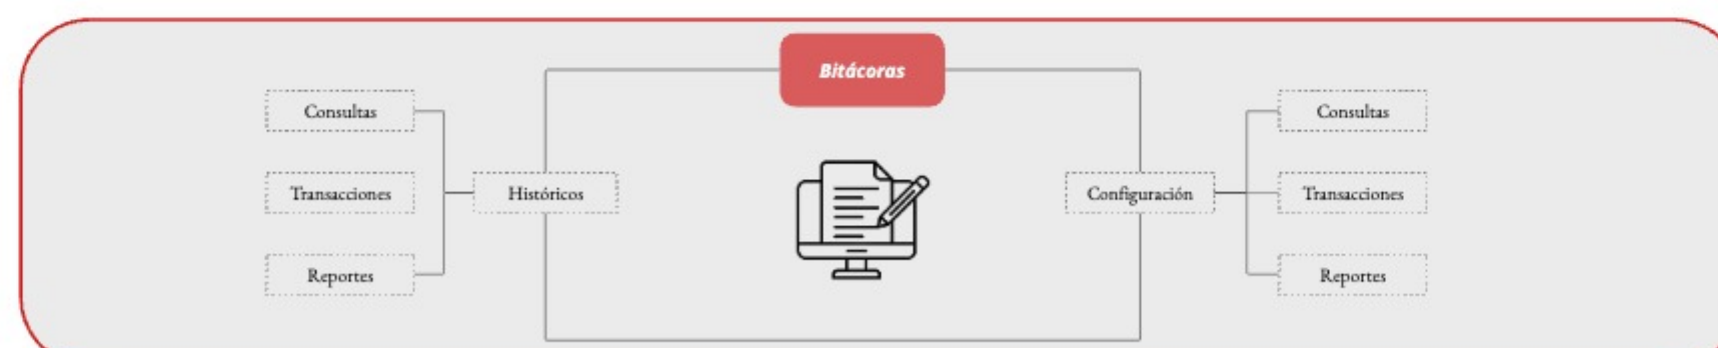 Bitácoras
Consultas
Transacciones
Históricos
Reportes
Consultas
Configuración
Transacciones
Reportes